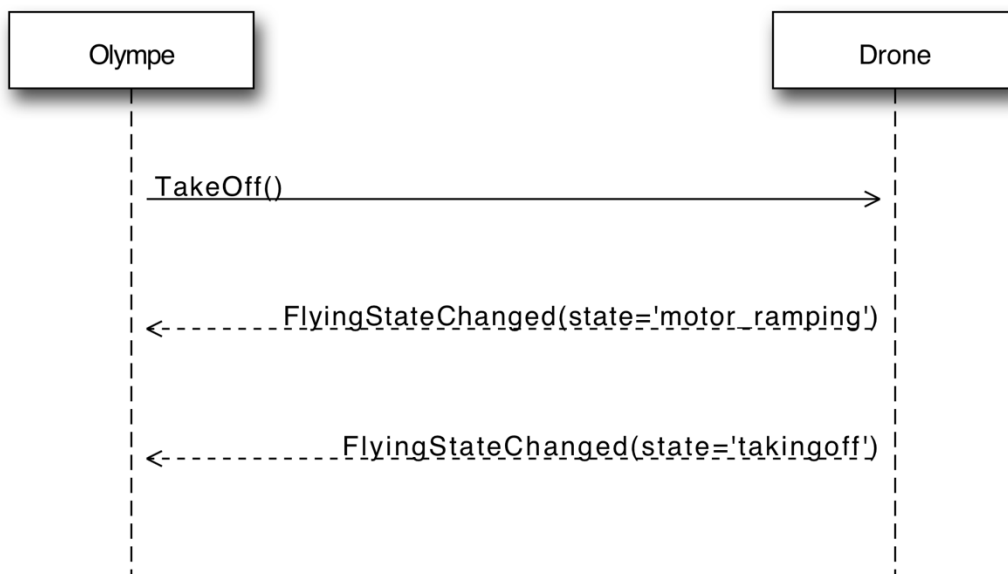 Olympe
Drone
TakeOff()
FlyingStateChanged(state='motor_ramping')
FlyingStateChanged(state='takingoff')